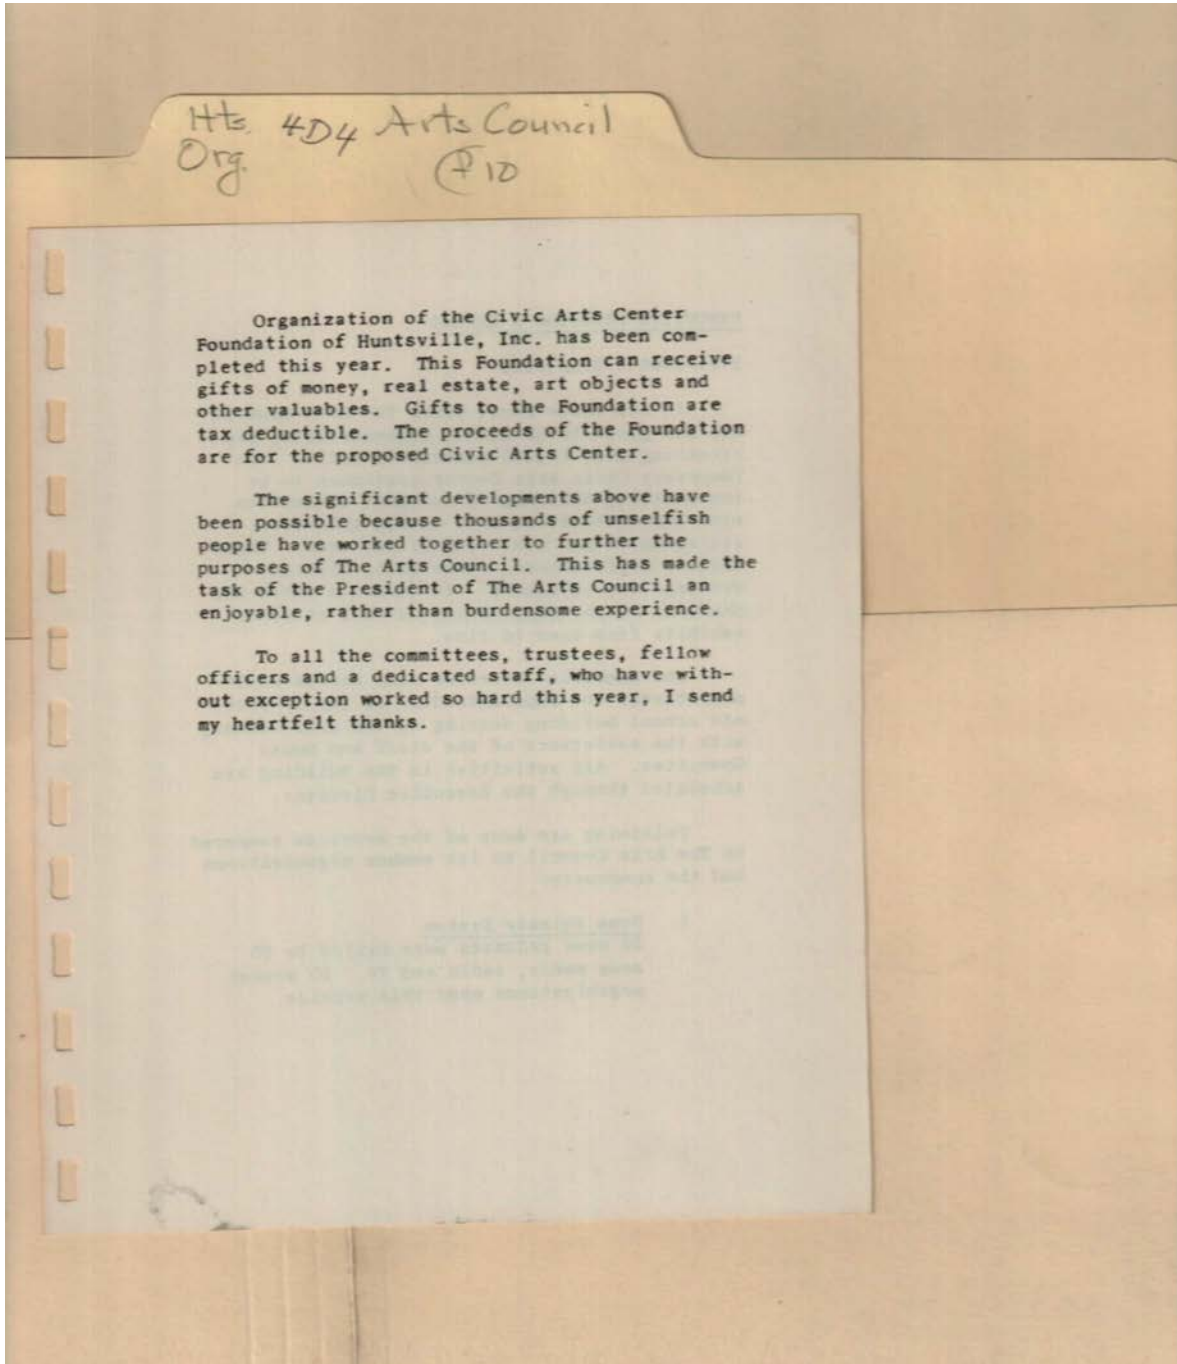 Hts. 4D4 Arts Council
Org. P 10
Organization of the Civic Arts Center
Foundation of Huntsville, Inc. has been com-
pleted this year. This Foundation can receive
gifts of money, real estate, art objects and
other valuables. Gifts to the Foundation are
tax deductible. The proceeds of the Foundation
are for the proposed Civic Arts Center.
The significant developments above have
been possible because thousands of unselfish
people have worked together to further the
purposes of The Arts Council. This has made the
task of the President of The Arts Council an
enjoyable, rather than burdensome experience.
To all the committees, trustees, fellow
officers and a dedicated staff, who have with-
out exception worked so hard this year, I send
my heartfelt thanks.